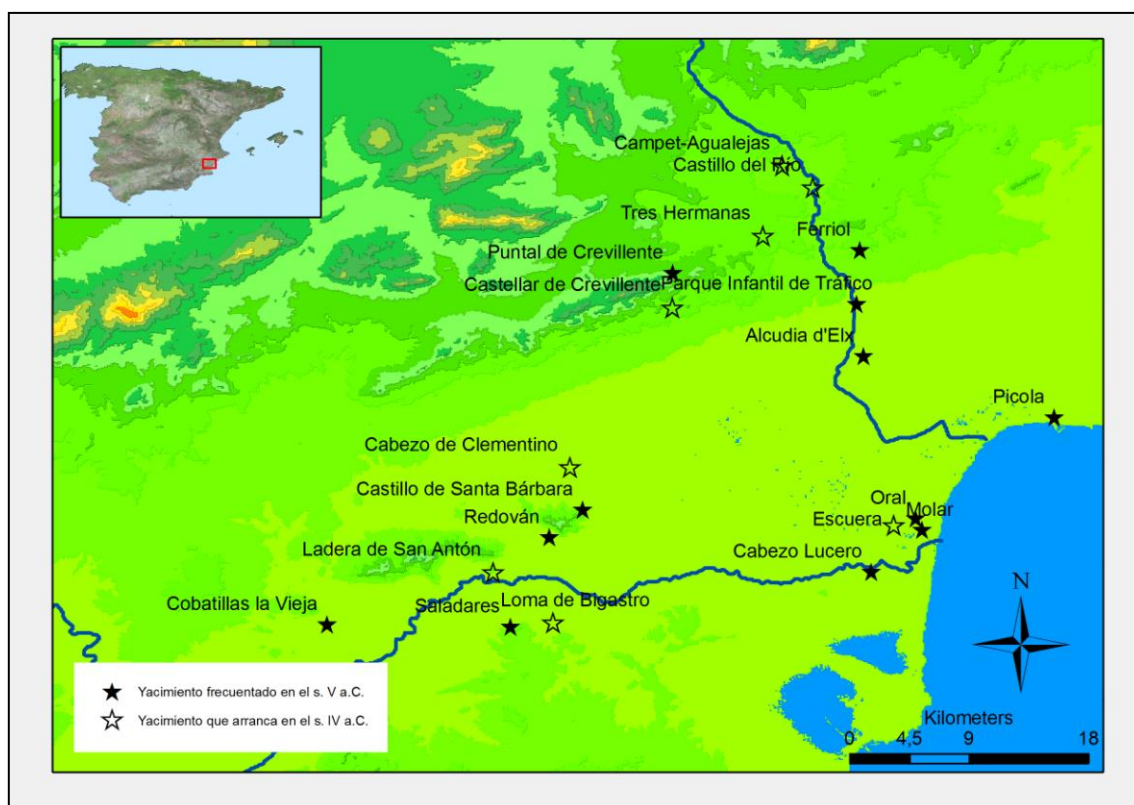 Campet-Agualejas
Castillo del Río
Tres Hermanas
Ferriol
Puntal de Crevillente
Castellar de Crevillente
Parque Infantil de Tráfico
Alcudia d'Elx
Picola
Cabezo de Clementino
Castillo de Santa Bárbara
Redován
Oral
Molar
Escuera
Ladera de San Antón
Cabezo Lucero
Cobatillas la Vieja
Saladares
Loma de Bigastro
N
Yacimiento frecuentado en el s. V a.C.
Yacimiento que arranca en el s. IV a.C.
Kilometers
0 4,5 9 18